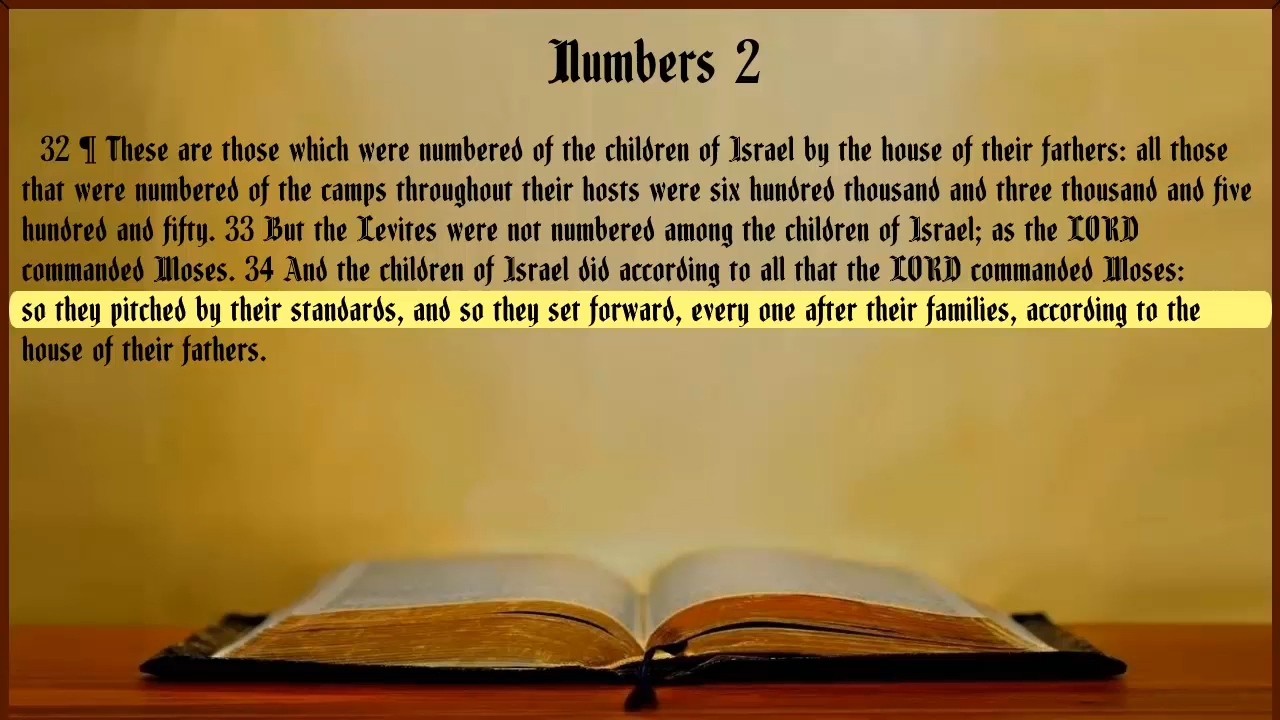 Numbers 2
32 ¶ These are those which were numbered of the children of Israel by the house of their fathers: all those
that were numbered of the camps throughout their hosts were six hundred thousand and three thousand and five
hundred and fifty. 33 But the Levites were not numbered among the children of Israel; as the LORD
commanded Moses. 34 And the children of Israel did according to all that the LORD commanded Moses:
so they pitched by their standards, and so they set forward, every one after their families, according to the
house of their fathers.